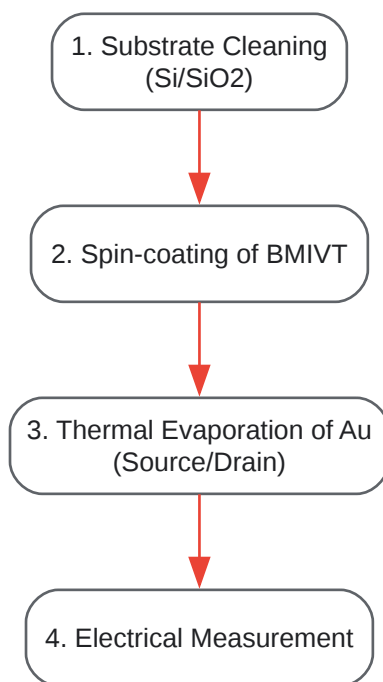 1. Substrate Cleaning
(Si/SiO2)
2. Spin-coating of BMIVT
3. Thermal Evaporation of Au
(Source/Drain)
4. Electrical Measurement